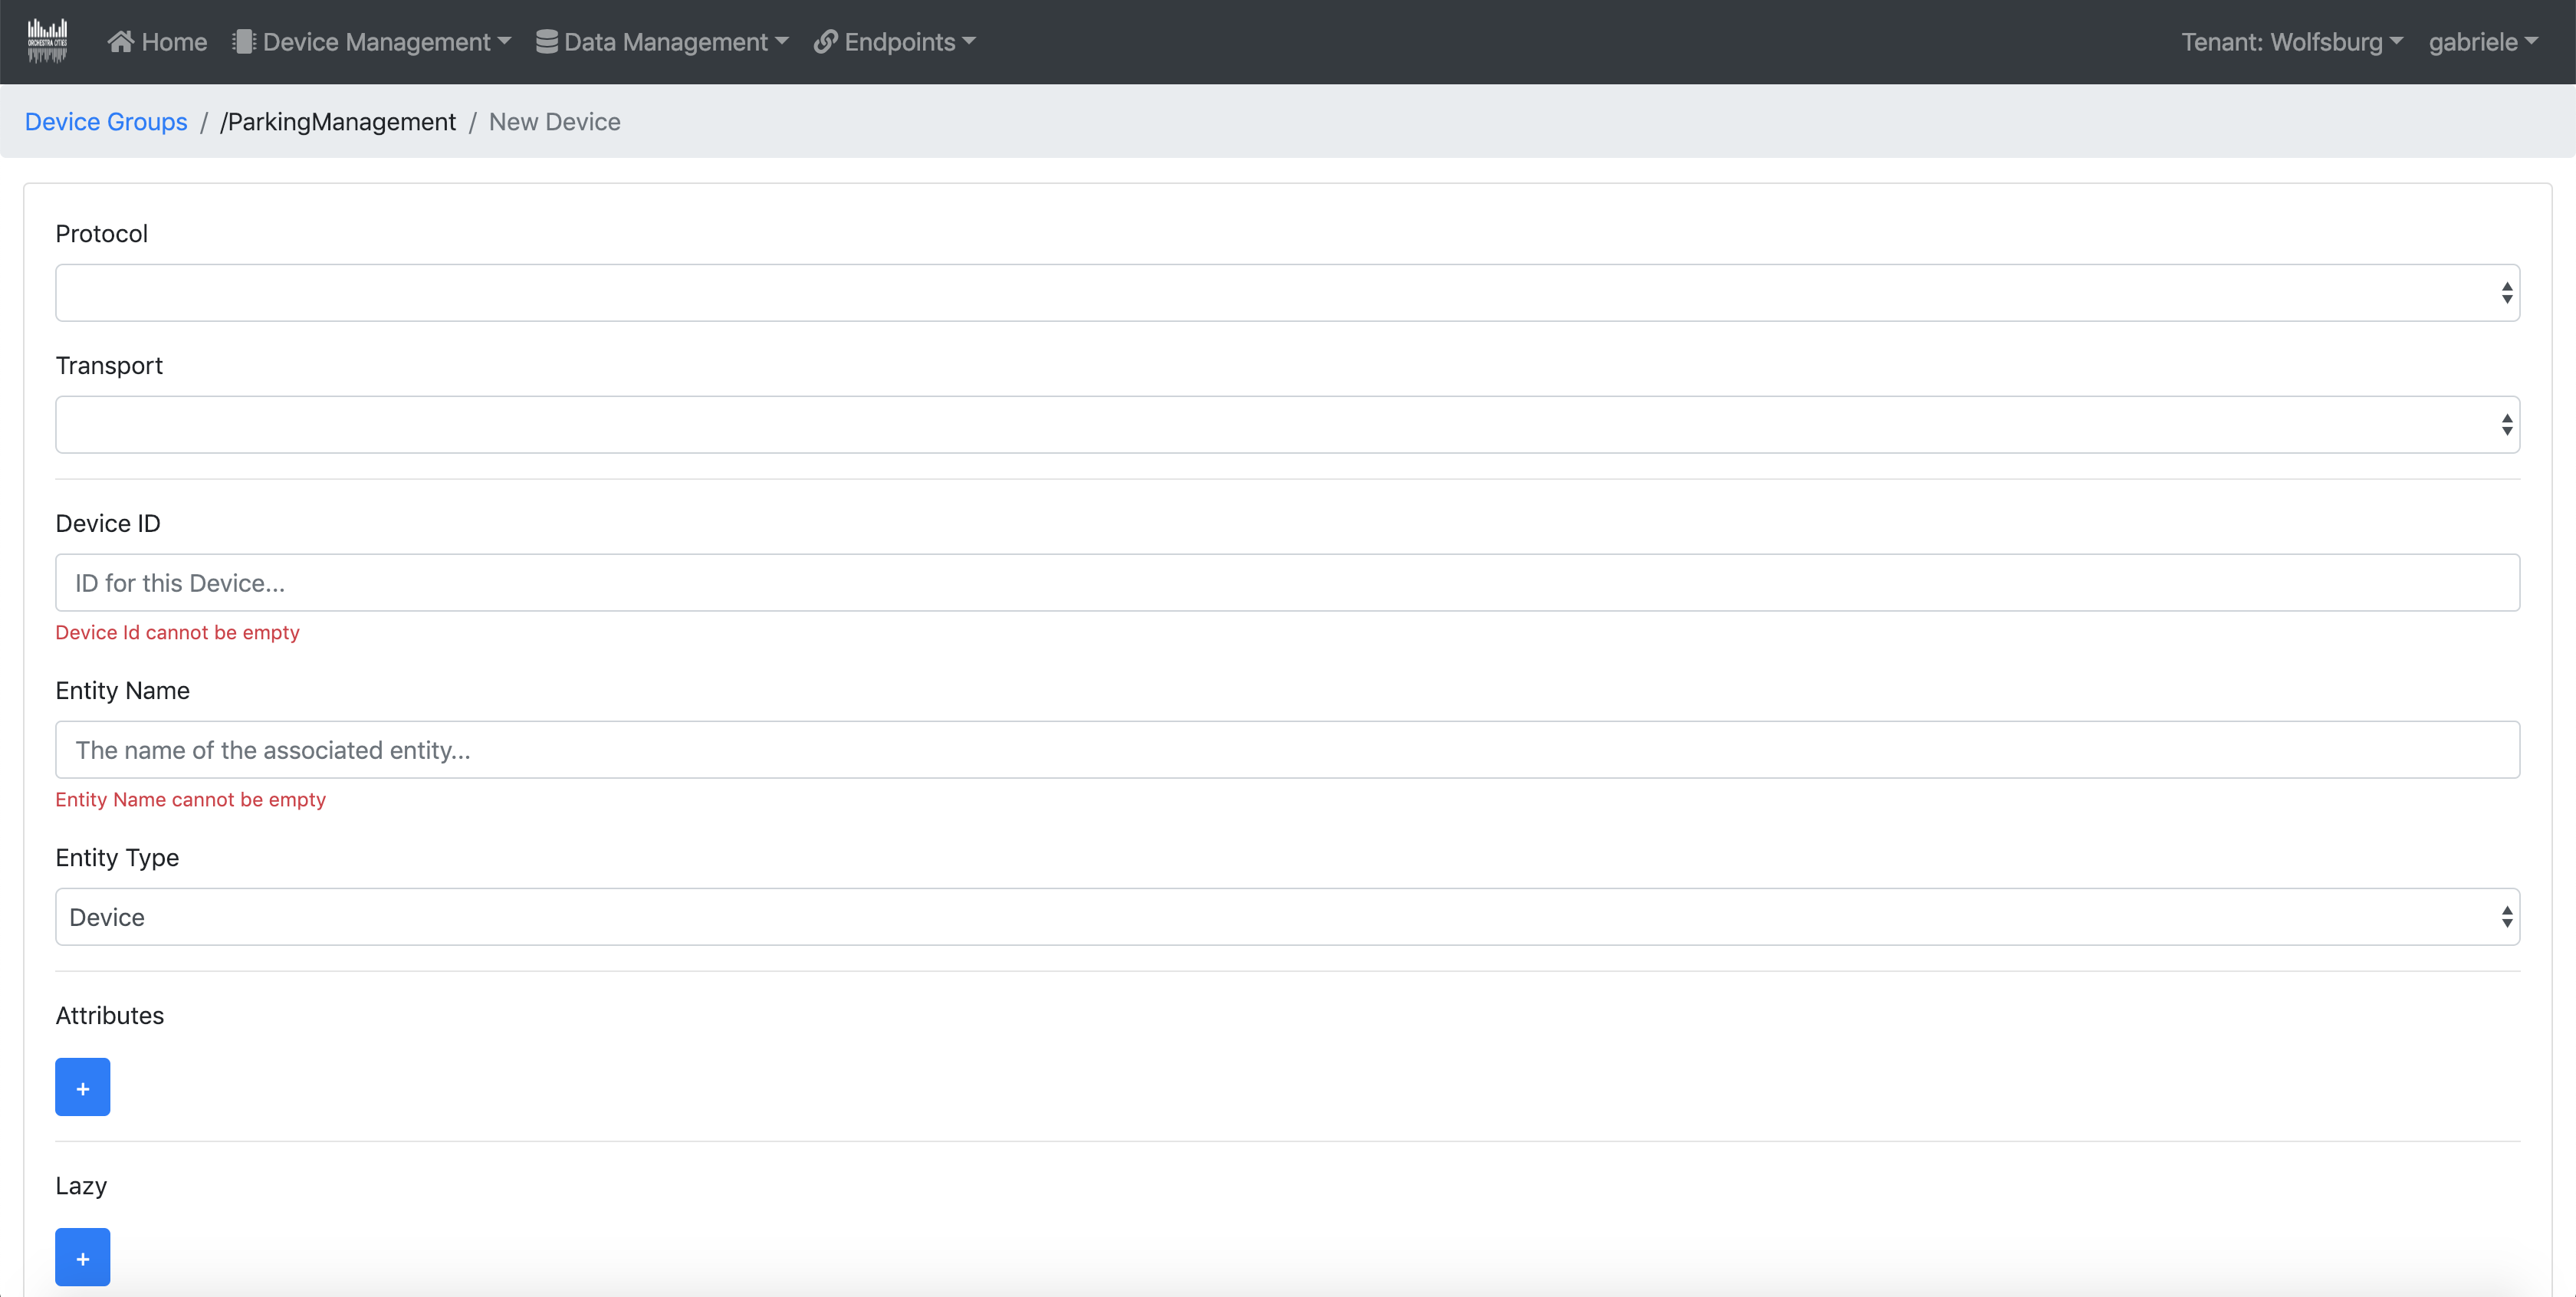 ORCHESTRA CITIES
Home Device Management Data Management Endpoints Tenant: Wolfsburg gabriele
Device Groups / /ParkingManagement / New Device
Protocol
Transport
Device ID
ID for this Device...
Device Id cannot be empty
Entity Name
The name of the associated entity...
Entity Name cannot be empty
Entity Type
Device
Attributes
+
Lazy
+